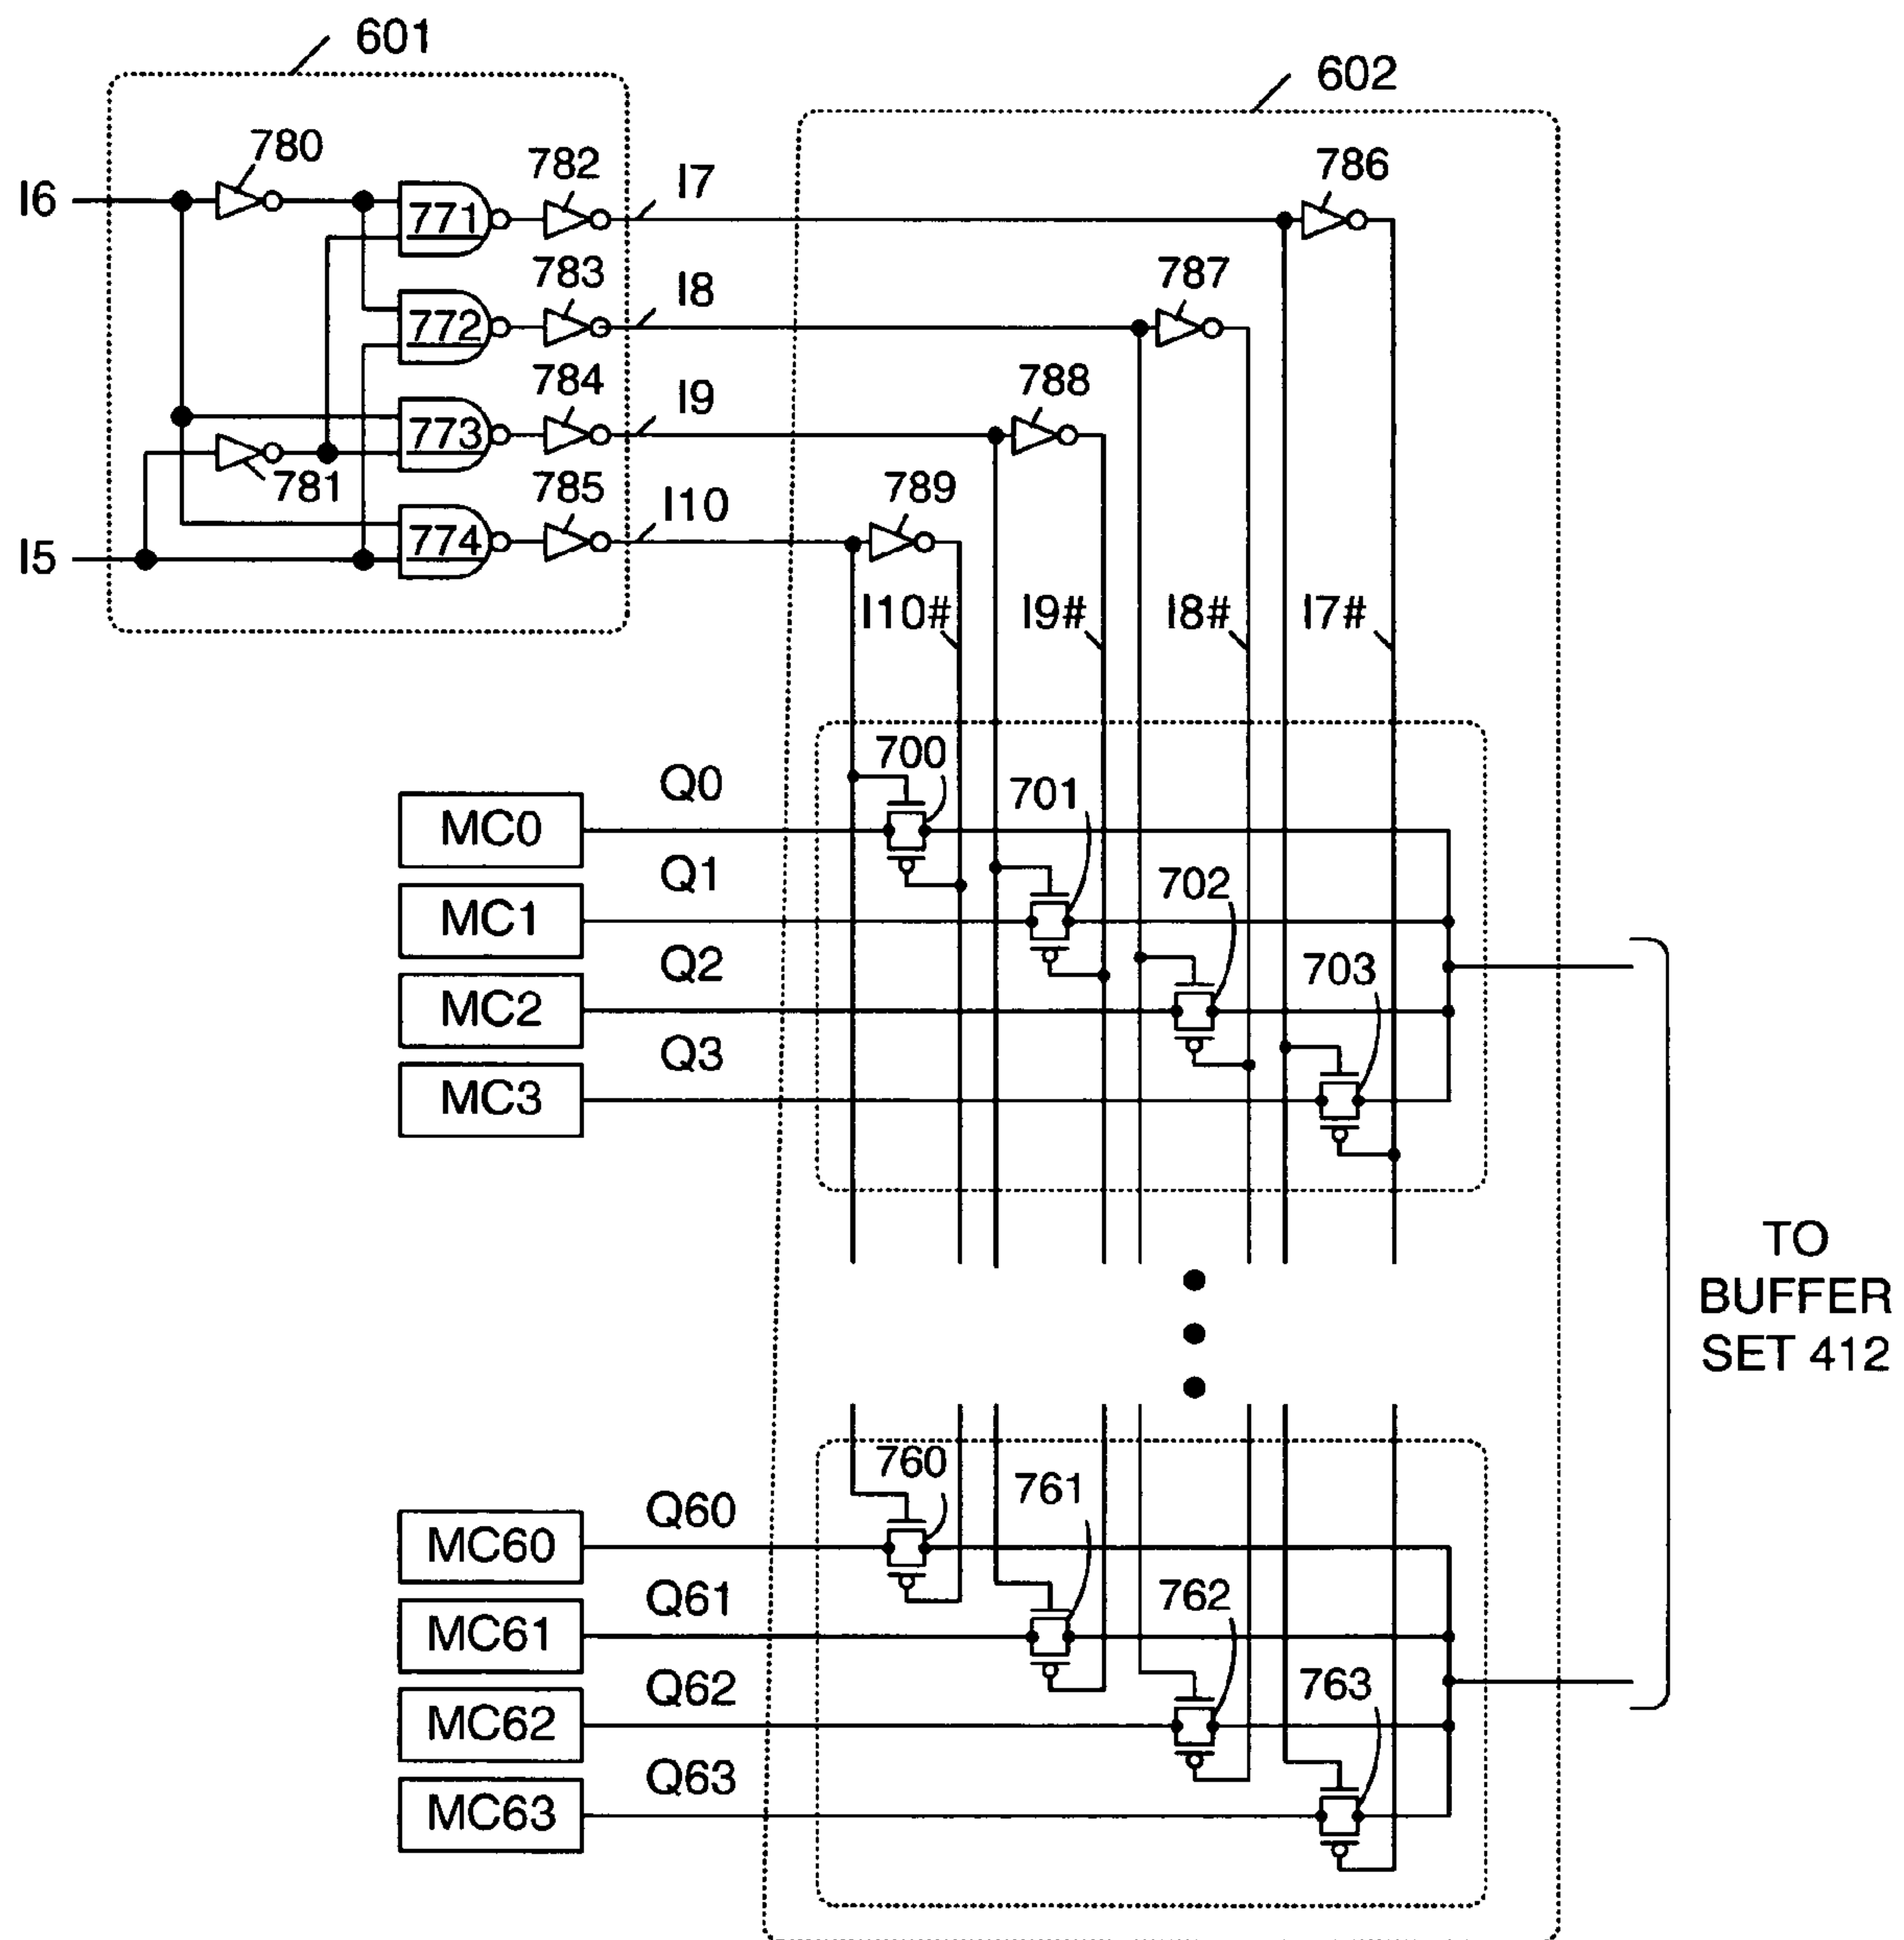 601
602
780
782
I7
786
I6
771
783
I8
787
772
784
I9
788
773
781
785
I10
789
774
I5
I10#
I9#
I8#
I7#
700
Q0
701
MC0
Q1
702
MC1
Q2
703
MC2
Q3
MC3
TO
BUFFER
SET 412
760
761
Q60
MC60
Q61
762
MC61
Q62
763
MC62
Q63
MC63